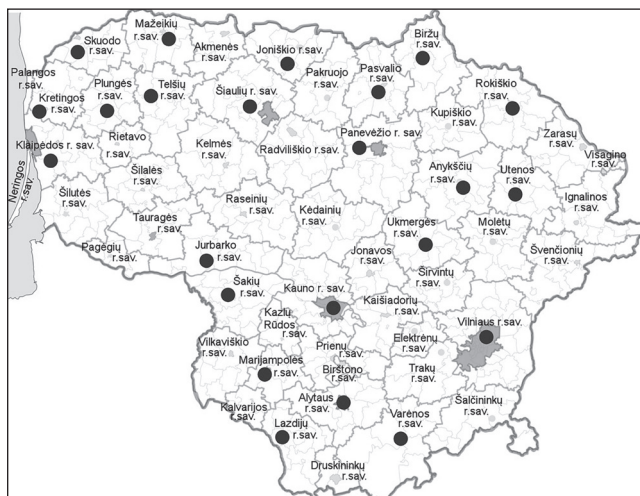 Skuodo
r.sav.
Mažeikių
r.sav.
Akmenės
r.sav.
Joniškio r.sav.
Biržų
r.sav.
Palangos
r.sav.
Kretingos
r.sav.
Plungės
r.sav.
Telšių
r.sav.
Šiaulių r. sav.
Pakruojo
r.sav.
Pasvalio
r.sav.
Rokiškio
r.sav.
Kupiškio
r.sav.
Zarasų
r.sav.
Visagino
r.sav.
Klaipėdos r. sav.
Rietavo
r.sav.
Kelmės
r.sav.
Radviliškio r.sav.
Panevėžio r.sav.
Anykščių
r.sav.
Utenos
r.sav.
Ignalinos
r.sav.
Neringos
r.sav.
Šilutės
r.sav.
Šilalės
r.sav.
Tauragės
r.sav.
Raseinių
r.sav.
Kėdainių
r.sav.
Ukmergės
r.sav.
Molėtų
r.sav.
Švenčionių
r.sav.
Pagėgių
r.sav.
Jurbarko
r.sav.
Jonavos
r.sav.
Širvintų
r.sav.
Šakių
r.sav.
Kauno r. sav.
Kaišiadorių
r.sav.
Kazlų
Rūdos
r.sav.
Vilniaus r.sav.
Vilkaviškio
r.sav.
Prienų
r.sav.
Elektrėnų
r.sav.
Marijampolės
r.sav.
Birštono
r.sav.
Trakų
r.sav.
Kalvarijos
r.sav.
Alytaus
r.sav.
Varėnos
r.sav.
Šalčininkų
r.sav.
Lazdijų
r.sav.
Druskininkų
r.sav.